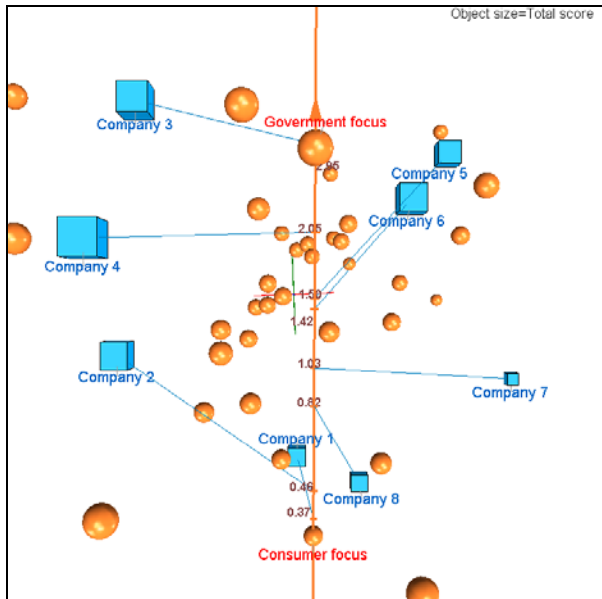 Object size=Total score
Company 3
Government focus
2.95
Company 5
Company 6
2.05
Company 4
1.50
1.42
Company 2
1.03
Company 7
0.82
Company 1
0.46
Company 8
0.37
Consumer focus